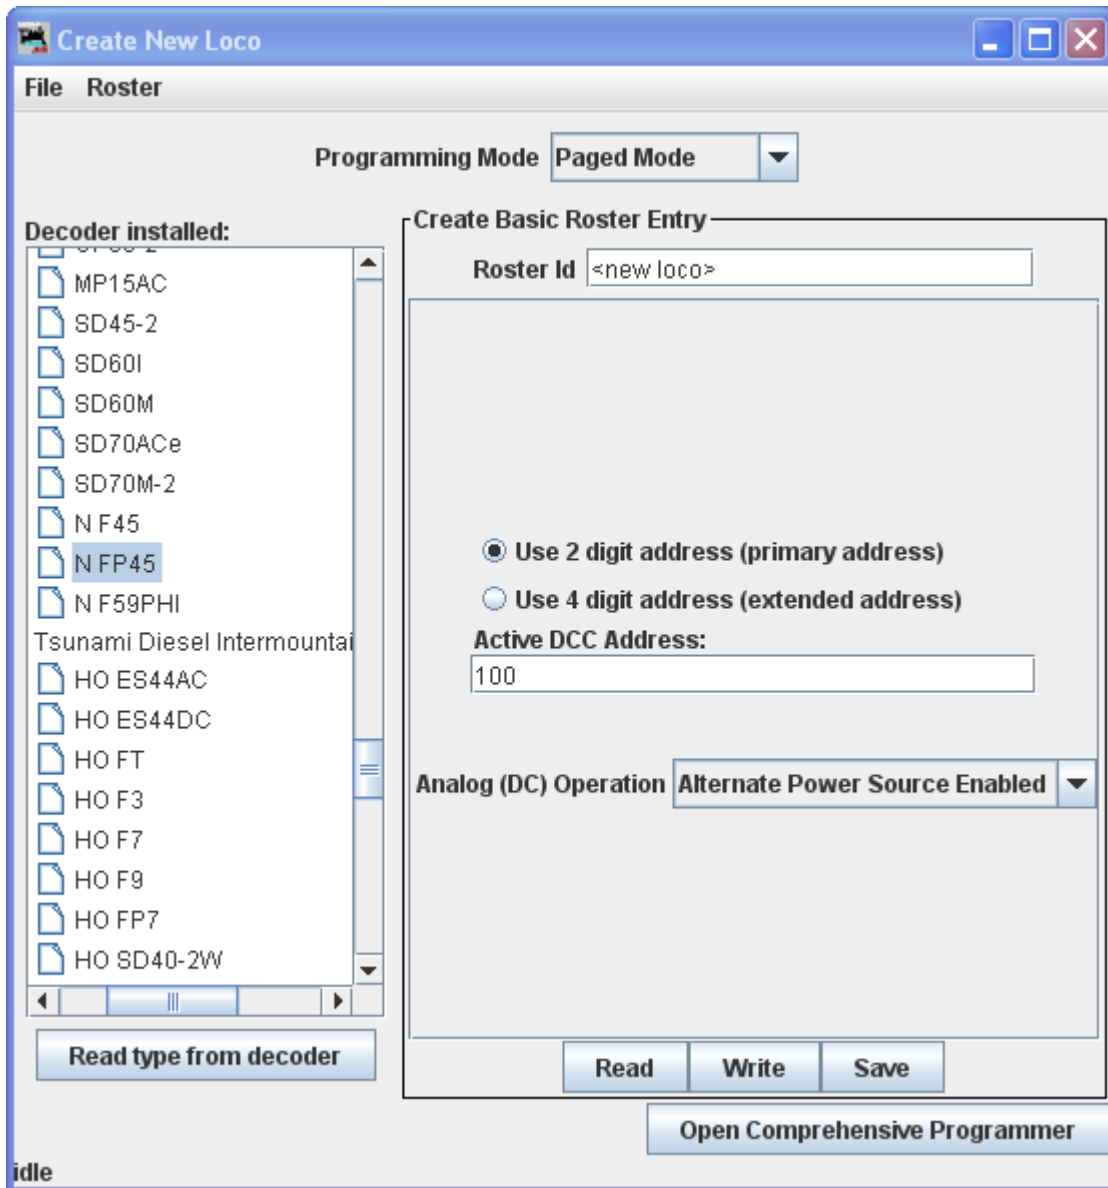 Create New Loco
File Roster
Programming Mode Paged Mode
Decoder installed:
MP15AC
SD45-2
SD60I
SD60M
SD70ACe
SD70M-2
N F45
N FP45
N F59PHI
Tsunami Diesel Intermountai
HO ES44AC
HO ES44DC
HO FT
HO F3
HO F7
HO F9
HO FP7
HO SD40-2W
Read type from decoder
Create Basic Roster Entry
Roster Id <new loco>
Use 2 digit address (primary address)
Use 4 digit address (extended address)
Active DCC Address:
100
Analog (DC) Operation Alternate Power Source Enabled
Read Write Save
Open Comprehensive Programmer
idle